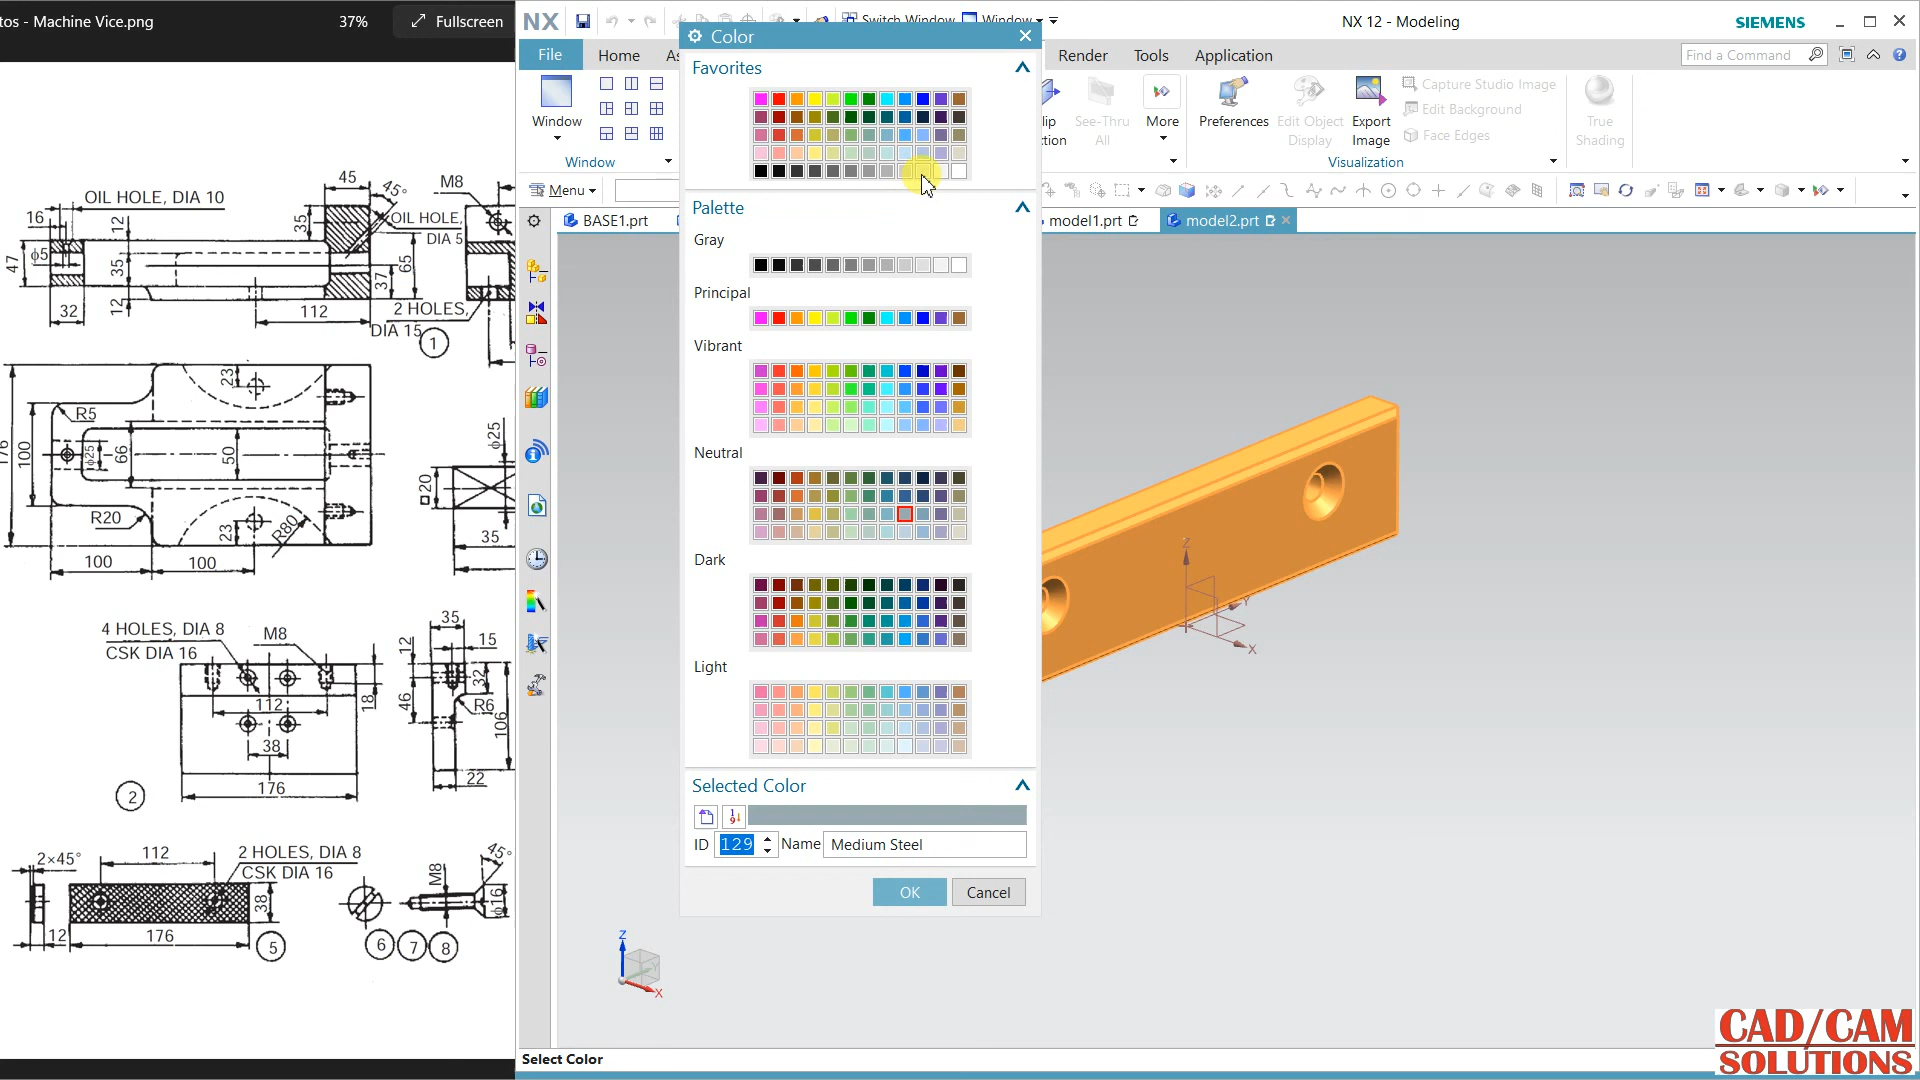 tos - Machine Vice.png
37%
Fullscreen
NX
Switch Window
Window
NX 12 - Modeling
SIEMENS
Color
File
Home
As
Render
Tools
Application
Find a Command
Favorites
Window
Window
More
Preferences
Edit Object
Display
Export
Image
Capture Studio Image
Edit Background
Face Edges
True
Shading
See-Thru
All
lip
ction
Visualization
Menu
BASE1.prt
model1.prt
model2.prt
Palette
Gray
Principal
Vibrant
Neutral
Dark
Light
Selected Color
ID
129
Name
Medium Steel
OK
Cancel
Select Color
OIL HOLE, DIA 10
45
45°
M8
16
12
35
OIL HOLE,
DIA 5
47
ϕ5
35
65
37
32
12
112
2 HOLES,
DIA 15
1
23
R5
176
100
ϕ25
66
50
R20
23
R80
100
100
ϕ25
20
35
4 HOLES, DIA 8
CSK DIA 16
M8
112
18
38
176
2
35
12
15
32
46
R6
106
22
2×45°
112
2 HOLES, DIA 8
CSK DIA 16
38
12
176
5
M8
45°
ϕ16
6
7
8
Z
Y
X
Z
X
CAD/CAM
SOLUTIONS